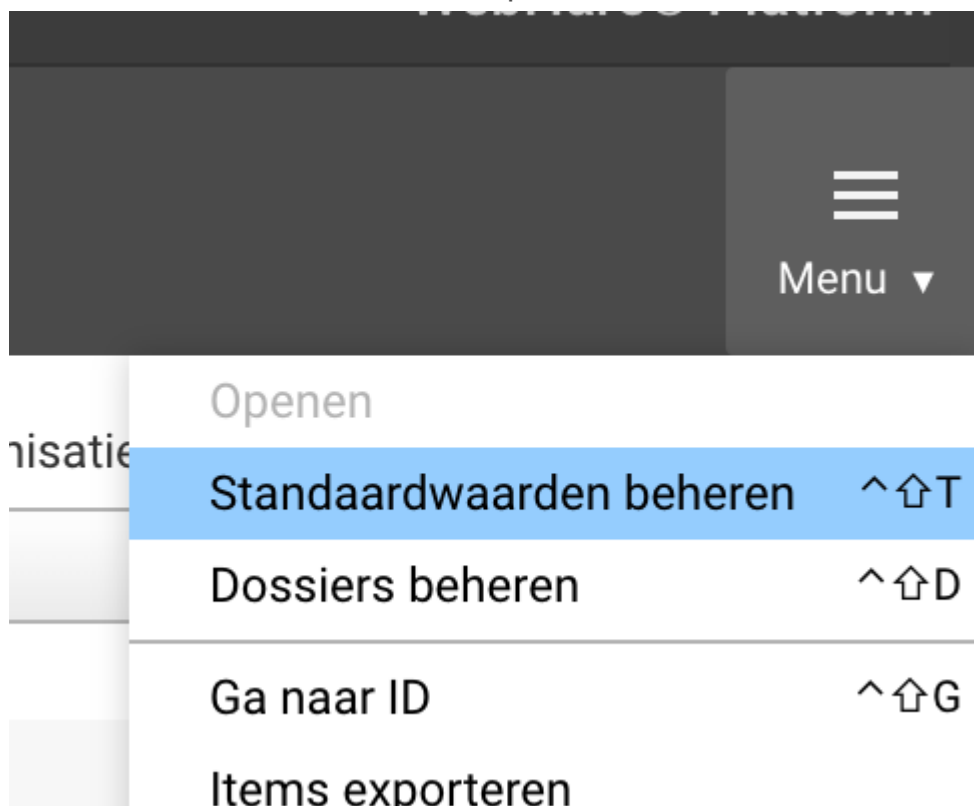 Menu ▼
Openen
Standaardwaarden beheren ^⇧T
Dossiers beheren ^⇧D
Ga naar ID ^⇧G
Items exporteren